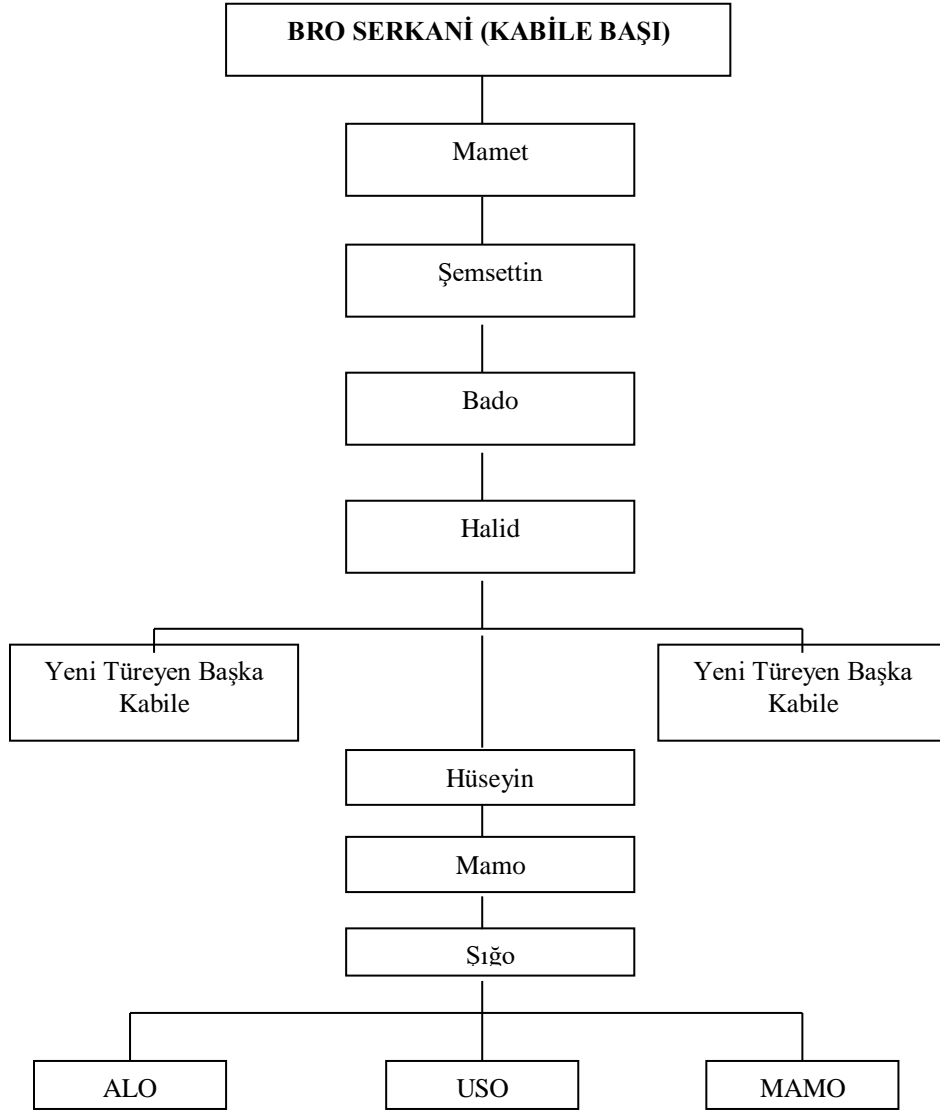 BRO SERKANİ (KABİLE BAŞI)
Mamet
Şemsettin
Bado
Halid
Yeni Türeyen Başka
Kabile
Yeni Türeyen Başka
Kabile
Hüseyin
Mamo
Şığo
ALO
USO
MAMO